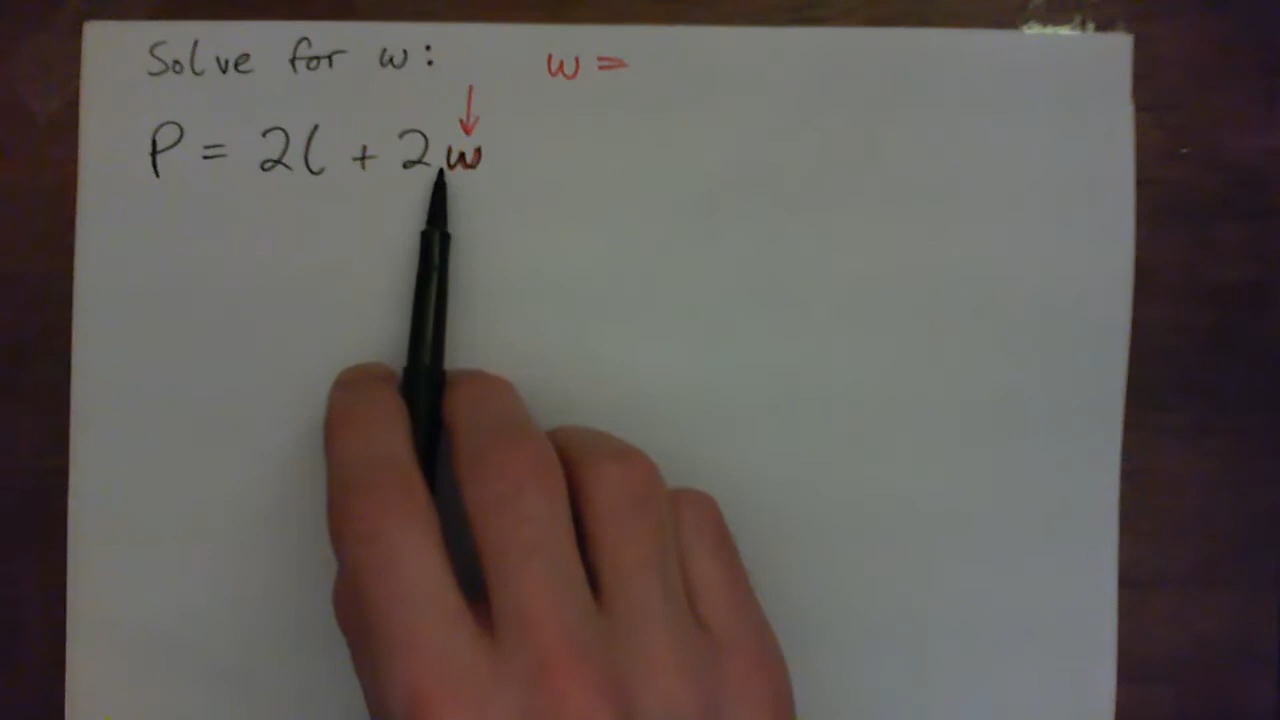 Solve for w: w =
P = 2l + 2w